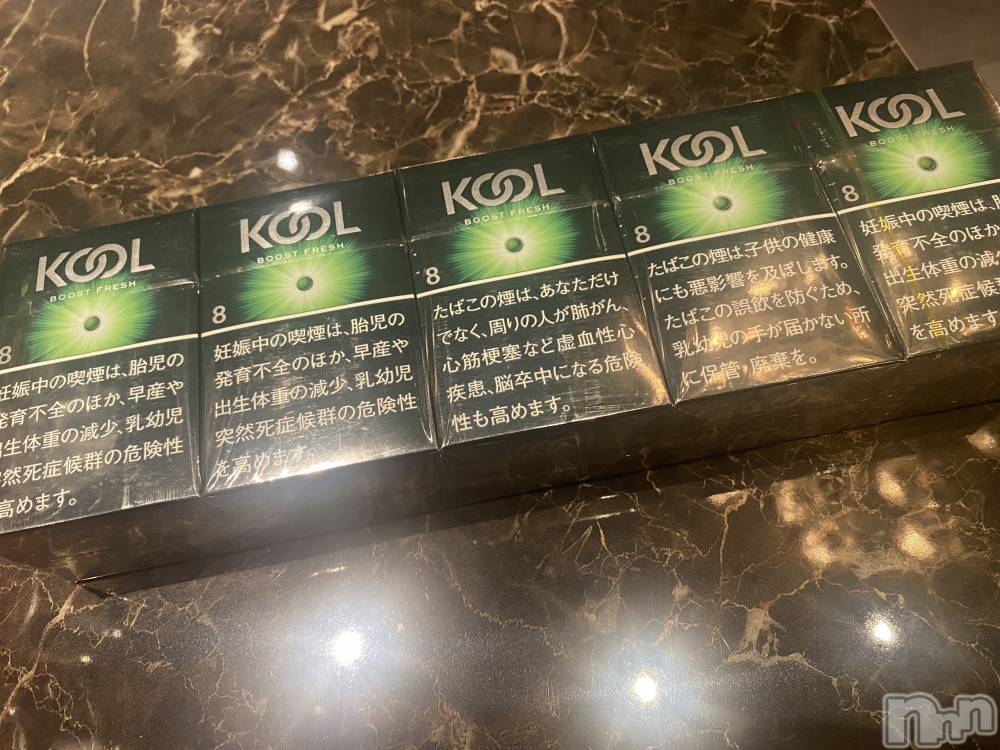 KOOL
BOOST FRESH
8
妊娠中の喫煙は、胎児の
発育不全のほか、早産や
出生体重の減少、乳幼児
突然死症候群の危険性
高めます。
KOOL
BOOST FRESH
8
妊娠中の喫煙は、胎児の
発育不全のほか、早産や
出生体重の減少、乳幼児
突然死症候群の危険性
を高めます。
KOOL
BOOST FRESH
8
たばこの煙は、あなただけ
でなく、周りの人が肺がん、
心筋梗塞など虚血性心
疾患、脳卒中になる危険
性も高めます。
KOOL
BOOST FRESH
8
たばこの煙は子供の健康
にも悪影響を及ぼします。
たばこの誤飲を防ぐため、
乳幼児の手が届かない所
に保管・廃棄を。
KOOL
BOOST FRESH
8
妊娠中の喫煙は、胎
発育不全のほか、
出生体重の減
突然死症候
を高めます
nnn